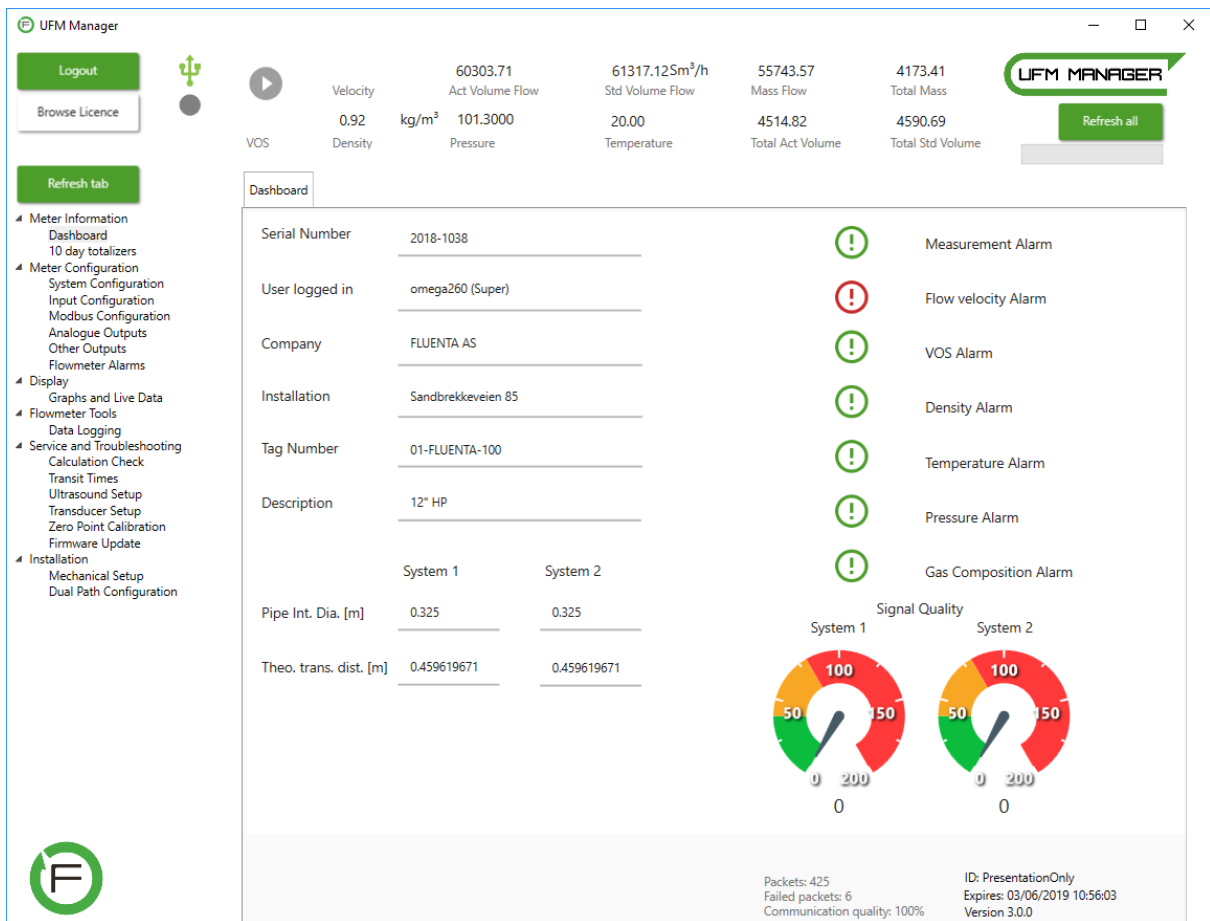 UFM Manager
Logout
Browse Licence
Refresh tab
60303.71 61317.12Sm³/h 55743.57 4173.41
Velocity Act Volume Flow Std Volume Flow Mass Flow Total Mass
0.92 kg/m³ 101.3000 20.00 4514.82 4590.69
VOS Density Pressure Temperature Total Act Volume Total Std Volume
UFM MANAGER
Refresh all
Meter Information
Dashboard
10 day totalizers
Meter Configuration
System Configuration
Input Configuration
Modbus Configuration
Analogue Outputs
Other Outputs
Flowmeter Alarms
Display
Graphs and Live Data
Flowmeter Tools
Data Logging
Service and Troubleshooting
Calculation Check
Transit Times
Ultrasound Setup
Transducer Setup
Zero Point Calibration
Firmware Update
Installation
Mechanical Setup
Dual Path Configuration
F
Dashboard
Serial Number 2018-1038
User logged in omega260 (Super)
Company FLUENTA AS
Installation Sandbrekkeveien 85
Tag Number 01-FLUENTA-100
Description 12" HP
System 1 System 2
Pipe Int. Dia. [m] 0.325 0.325
Theo. trans. dist. [m] 0.459619671 0.459619671
Measurement Alarm
Flow velocity Alarm
VOS Alarm
Density Alarm
Temperature Alarm
Pressure Alarm
Gas Composition Alarm
Signal Quality
System 1 System 2
100 100
50 150 50 150
0 200 0 200
0 0
Packets: 425
Failed packets: 6
Communication quality: 100%
ID: PresentationOnly
Expires: 03/06/2019 10:56:03
Version 3.0.0